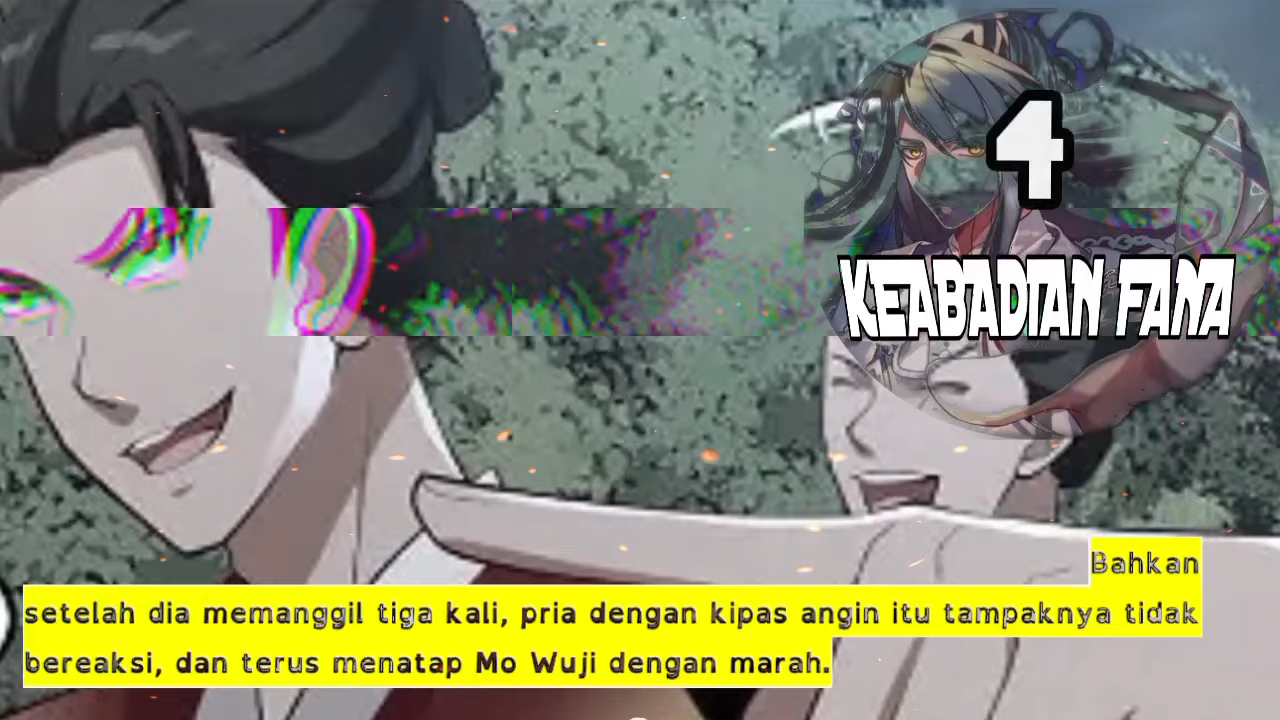 4
KEABADIAN FANA
Bahkan
setelah dia memanggil tiga kali, pria dengan kipas angin itu tampaknya tidak
bereaksi, dan terus menatap Mo Wuji dengan marah.